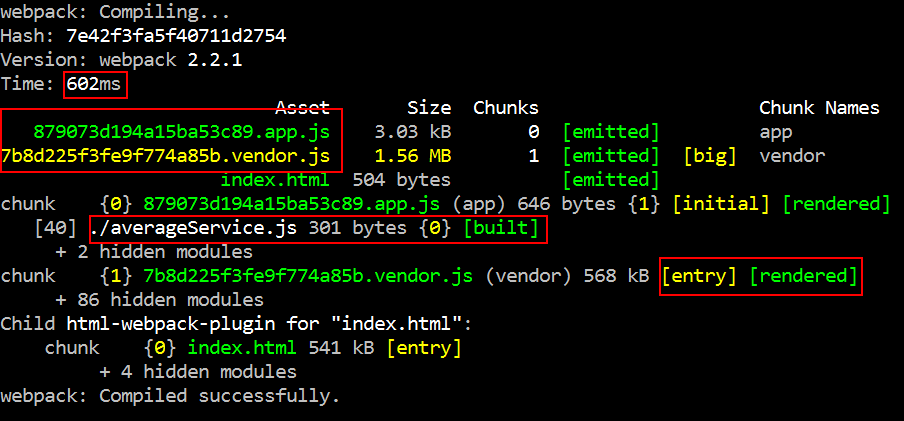 webpack: Compiling...
Hash: 7e42f3fa5f40711d2754
Version: webpack 2.2.1
Time: 602ms
Asset Size Chunks Chunk Names
879073d194a15ba53c89.app.js 3.03 kB 0 [emitted] app
7b8d225f3fe9f774a85b.vendor.js 1.56 MB 1 [emitted] [big] vendor
index.html 504 bytes [emitted]
chunk {0} 879073d194a15ba53c89.app.js (app) 646 bytes {1} [initial] [rendered]
[40] ./averageService.js 301 bytes {0} [built]
+ 2 hidden modules
chunk {1} 7b8d225f3fe9f774a85b.vendor.js (vendor) 568 kB [entry] [rendered]
+ 86 hidden modules
Child html-webpack-plugin for "index.html":
chunk {0} index.html 541 kB [entry]
+ 4 hidden modules
webpack: Compiled successfully.